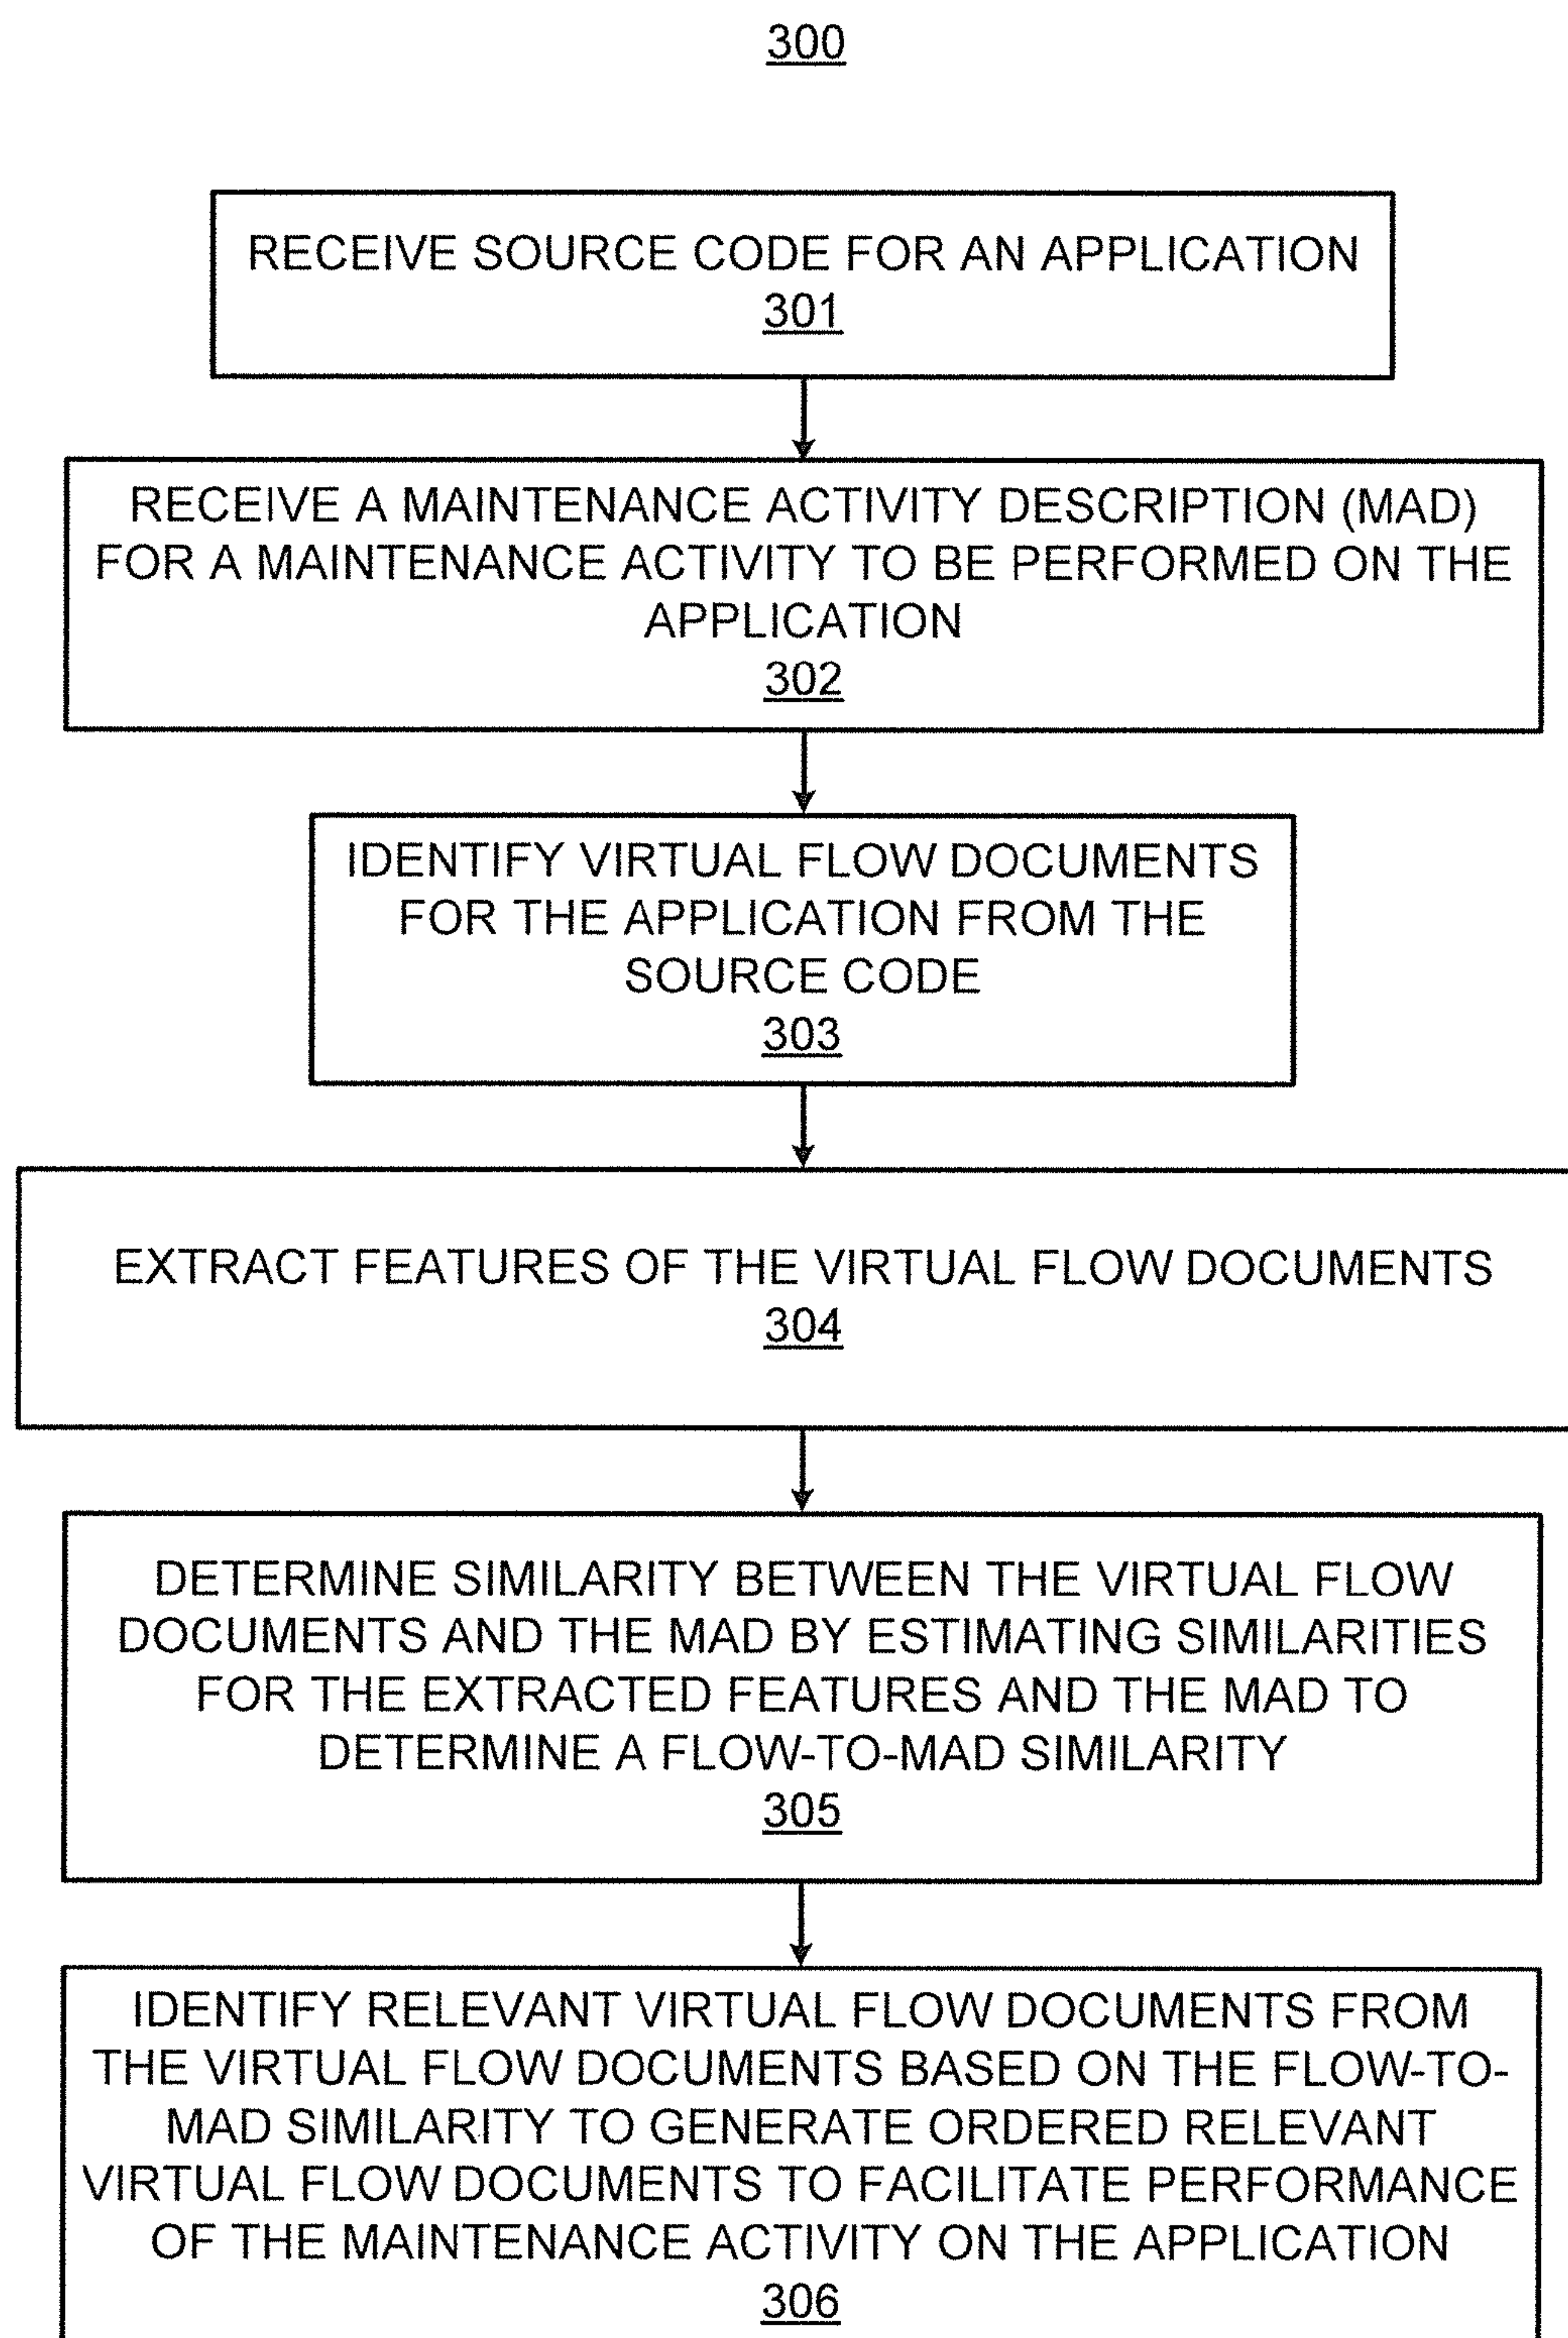 300
RECEIVE SOURCE CODE FOR AN APPLICATION
301
RECEIVE A MAINTENANCE ACTIVITY DESCRIPTION (MAD)
FOR A MAINTENANCE ACTIVITY TO BE PERFORMED ON THE
APPLICATION
302
IDENTIFY VIRTUAL FLOW DOCUMENTS
FOR THE APPLICATION FROM THE
SOURCE CODE
303
EXTRACT FEATURES OF THE VIRTUAL FLOW DOCUMENTS
304
DETERMINE SIMILARITY BETWEEN THE VIRTUAL FLOW
DOCUMENTS AND THE MAD BY ESTIMATING SIMILARITIES
FOR THE EXTRACTED FEATURES AND THE MAD TO
DETERMINE A FLOW-TO-MAD SIMILARITY
305
IDENTIFY RELEVANT VIRTUAL FLOW DOCUMENTS FROM
THE VIRTUAL FLOW DOCUMENTS BASED ON THE FLOW-TO-
MAD SIMILARITY TO GENERATE ORDERED RELEVANT
VIRTUAL FLOW DOCUMENTS TO FACILITATE PERFORMANCE
OF THE MAINTENANCE ACTIVITY ON THE APPLICATION
306